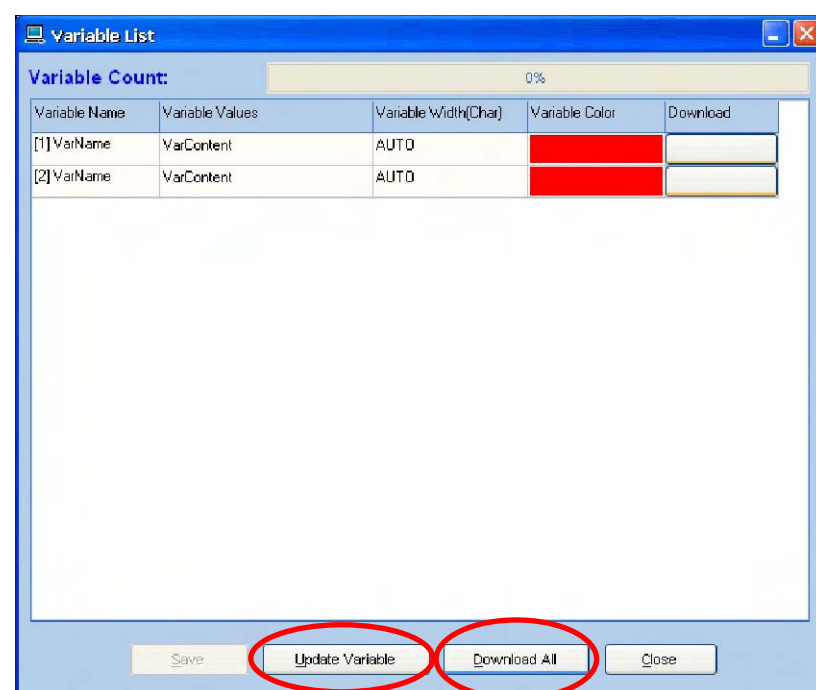 Variable List
Variable Count: 0%
Variable Name Variable Values Variable Width(Char) Variable Color Download
[1] VarName VarContent AUTO
[2] VarName VarContent AUTO
Save Update Variable Download All Close